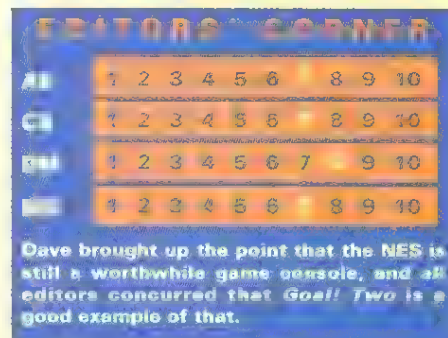 EDITORS' CORNER
1 2 3 4 5 6 8 9 10
1 2 3 4 5 6 8 9 10
1 2 3 4 5 6 7 9 10
1 2 3 4 5 6 8 9 10
Dave brought up the point that the NES is
still a worthwhile game console, and all
editors concurred that Goal! Two is a
good example of that.